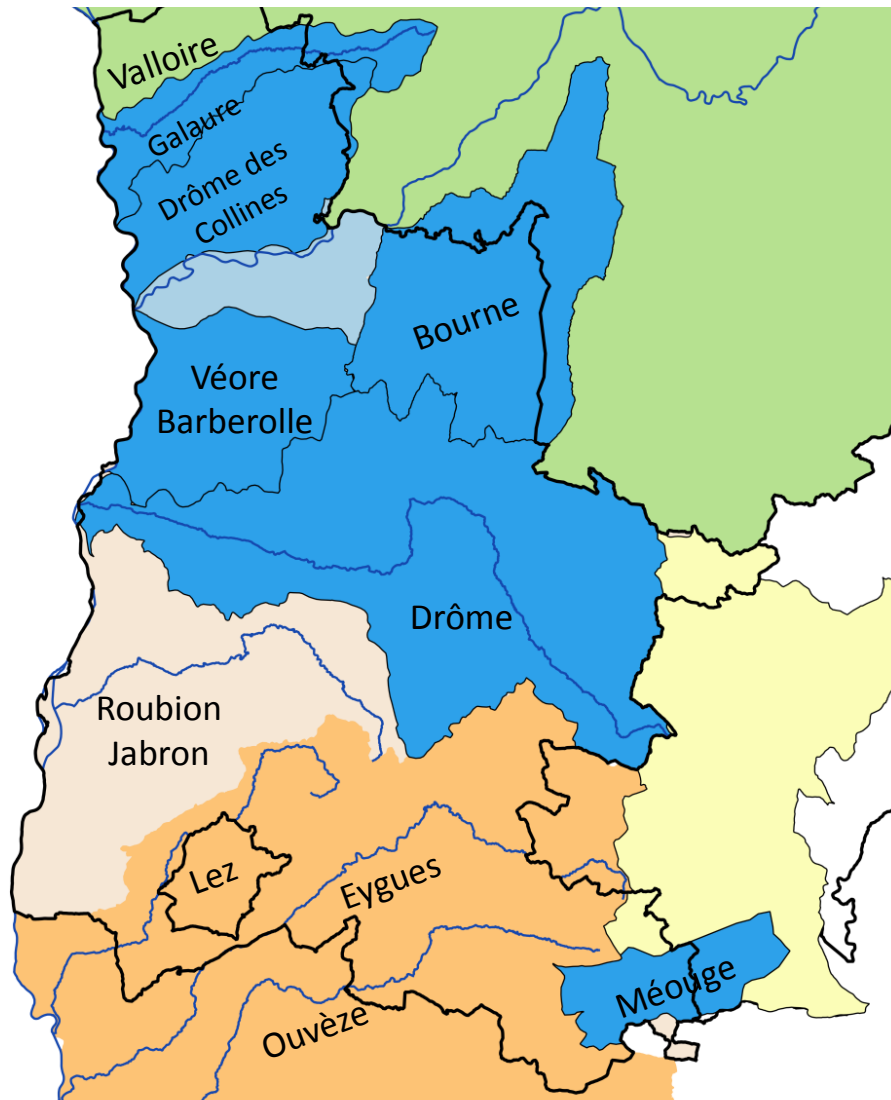 Valloire
Galaure
Drôme des
Collines
Bourne
Véore
Barberolle
Drôme
Roubion
Jabron
Lez
Eygues
Méouge
Ouvèze